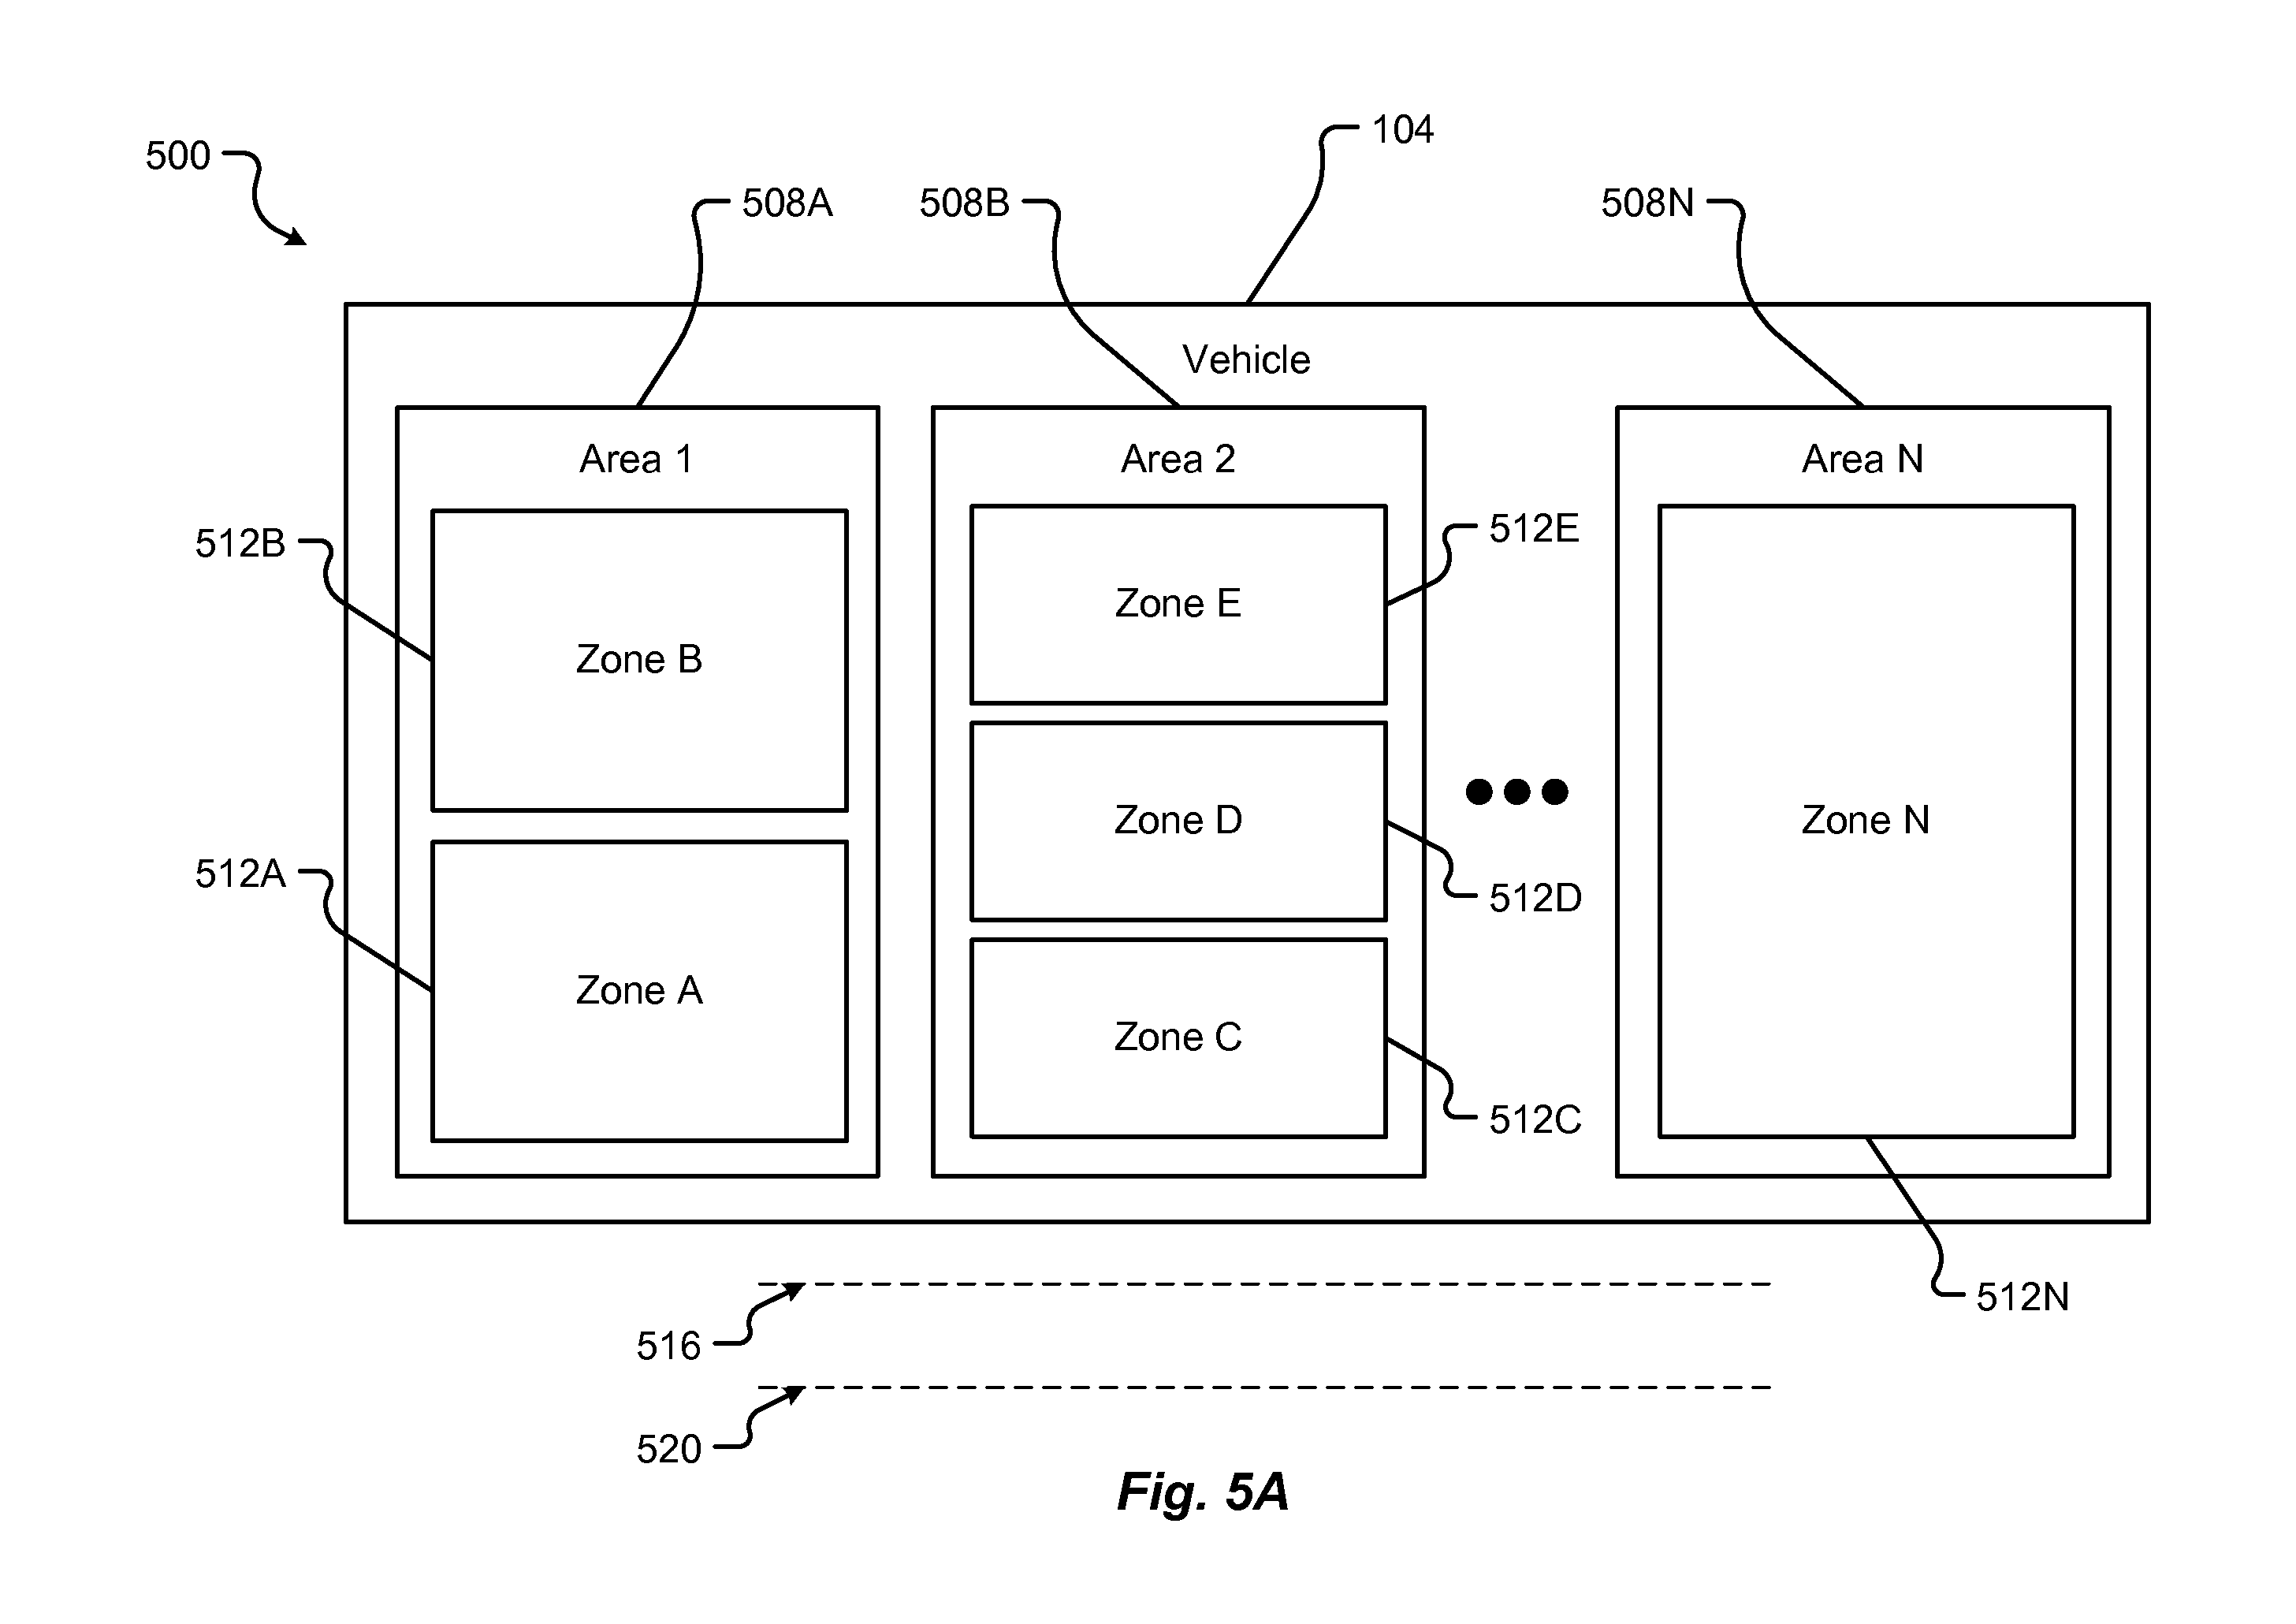 104
500
508A
508B
508N
Vehicle
Area 1
Area 2
Area N
512B
512E
Zone E
Zone B
Zone D
Zone N
512A
512D
Zone A
Zone C
512C
512N
516
520
Fig. 5A